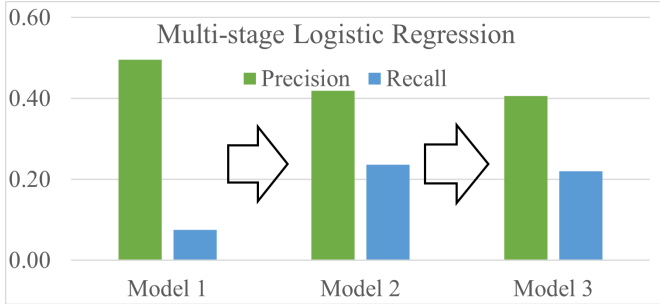 0.60
Multi-stage Logistic Regression
Precision Recall
0.40
0.20
0.00
Model 1 Model 2 Model 3